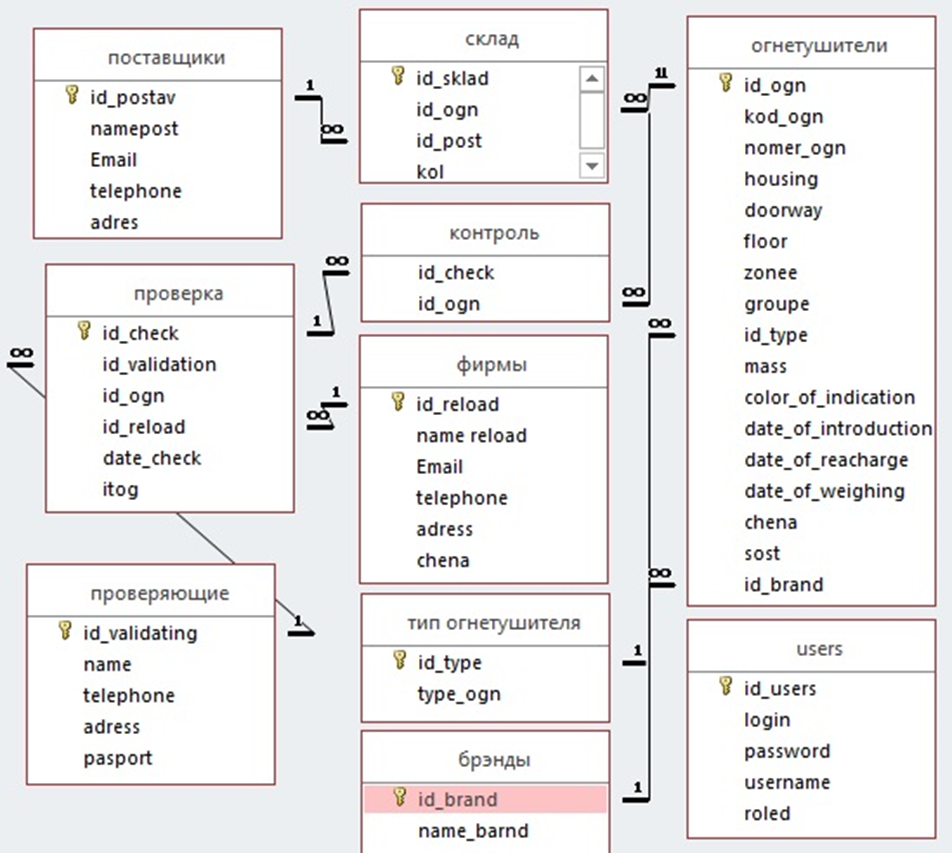 поставщики
id_postav
namepost
Email
telephone
adres
1
∞
склад
id_sklad
id_ogn
id_post
kol
∞
11
огнетушители
id_ogn
kod_ogn
nomer_ogn
housing
doorway
floor
zonee
groupe
id_type
mass
color_of_indication
date_of_introduction
date_of_reacharge
date_of_weighing
chena
sost
id_brand
контроль
id_check
id_ogn
∞
∞
1
∞
проверка
id_check
id_validation
id_ogn
id_reload
date_check
itog
∞
1
∞
фирмы
id_reload
name reload
Email
telephone
adress
chena
∞
проверяющие
id_validating
name
telephone
adress
pasport
1
тип огнетушителя
id_type
type_ogn
1
брэнды
id_brand
name_barnd
1
users
id_users
login
password
username
roled